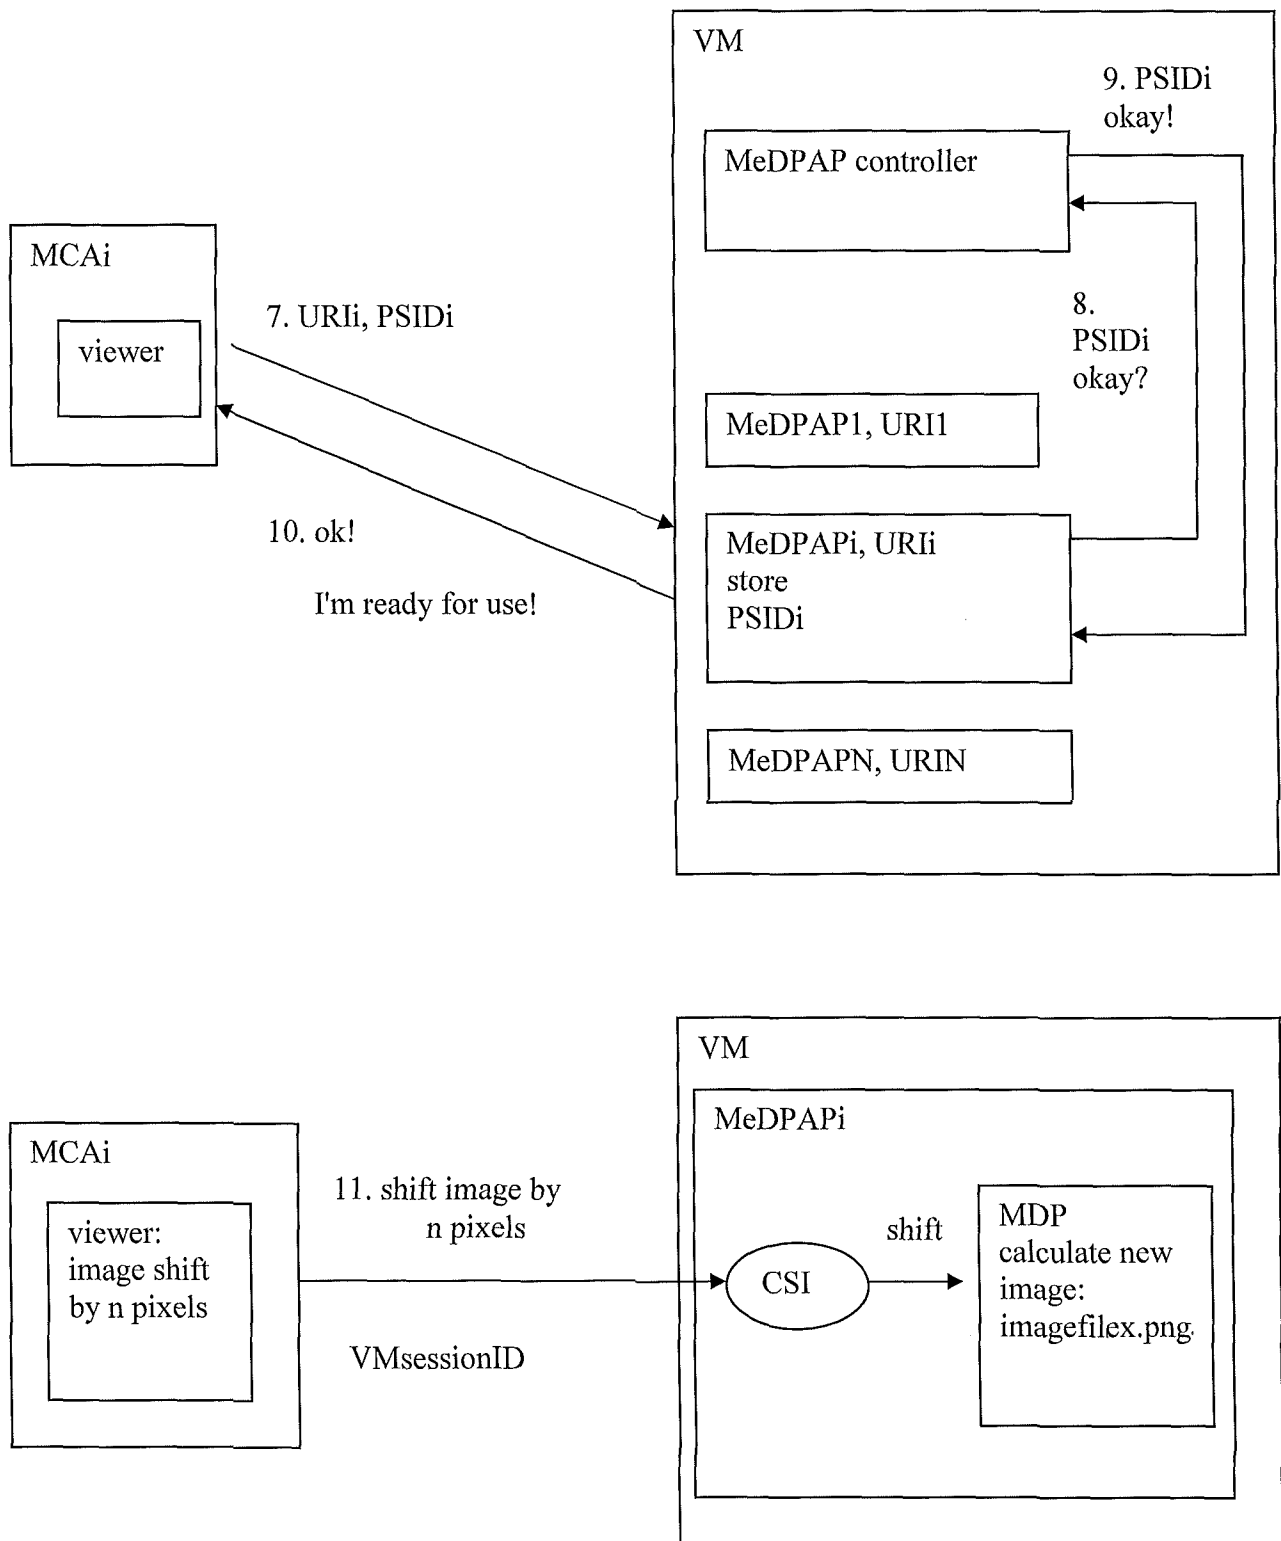 VM
9. PSIDi
okay!
MeDPAP controller
MCAi
viewer
7. URIi, PSIDi
8.
PSIDi
okay?
MeDPAP1, URI1
10. ok!
I'm ready for use!
MeDPAPi, URIi
store
PSIDi
MeDPAPN, URIN
VM
MeDPAPi
MCAi
viewer:
image shift
by n pixels
11. shift image by
n pixels
VMsessionID
CSI
shift
MDP
calculate new
image:
imagefilex.png